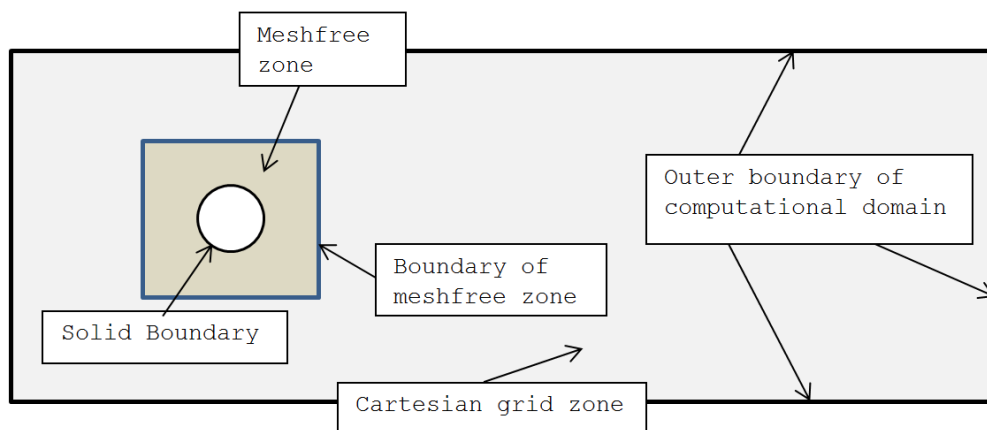 Meshfree
zone
Outer boundary of
computational domain
Boundary of
meshfree zone
Solid Boundary
Cartesian grid zone